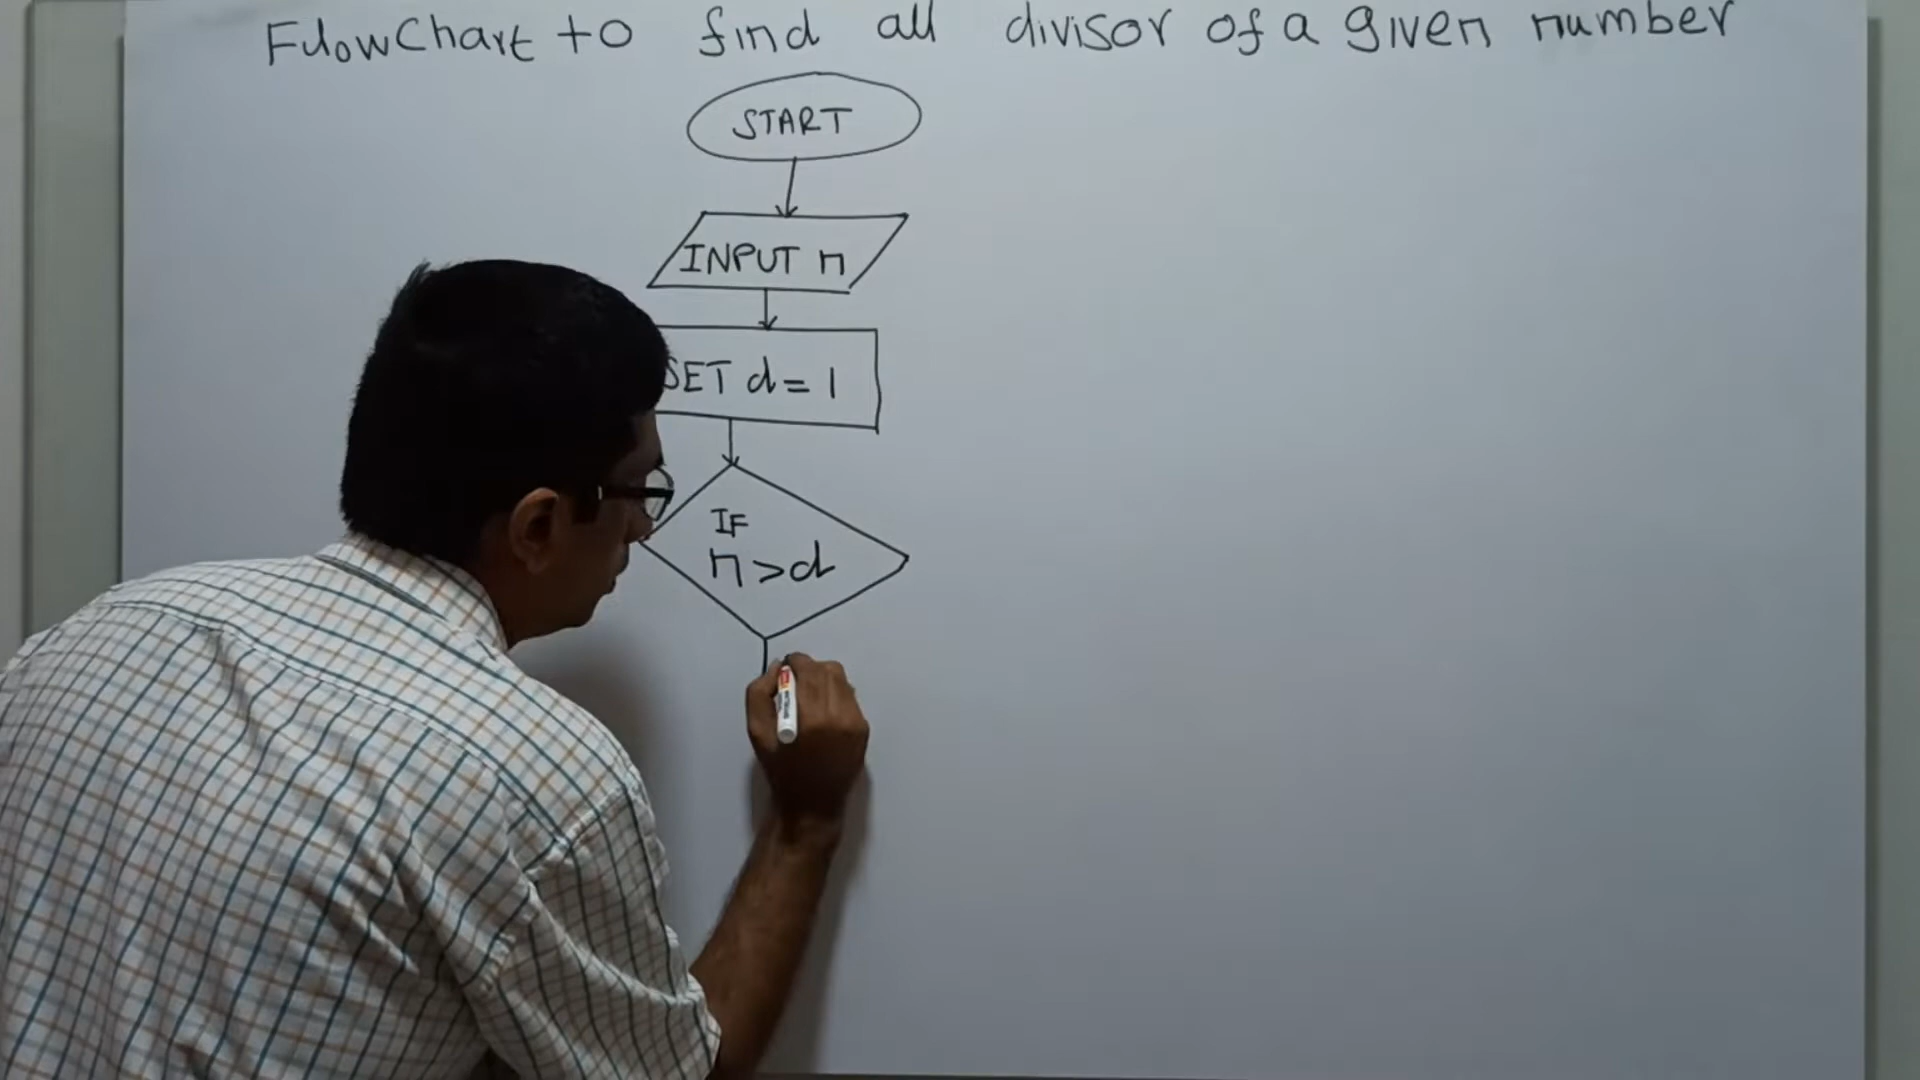 FlowChart to find all divisor of a given number
START
INPUT n
SET d = 1
IF
n > d